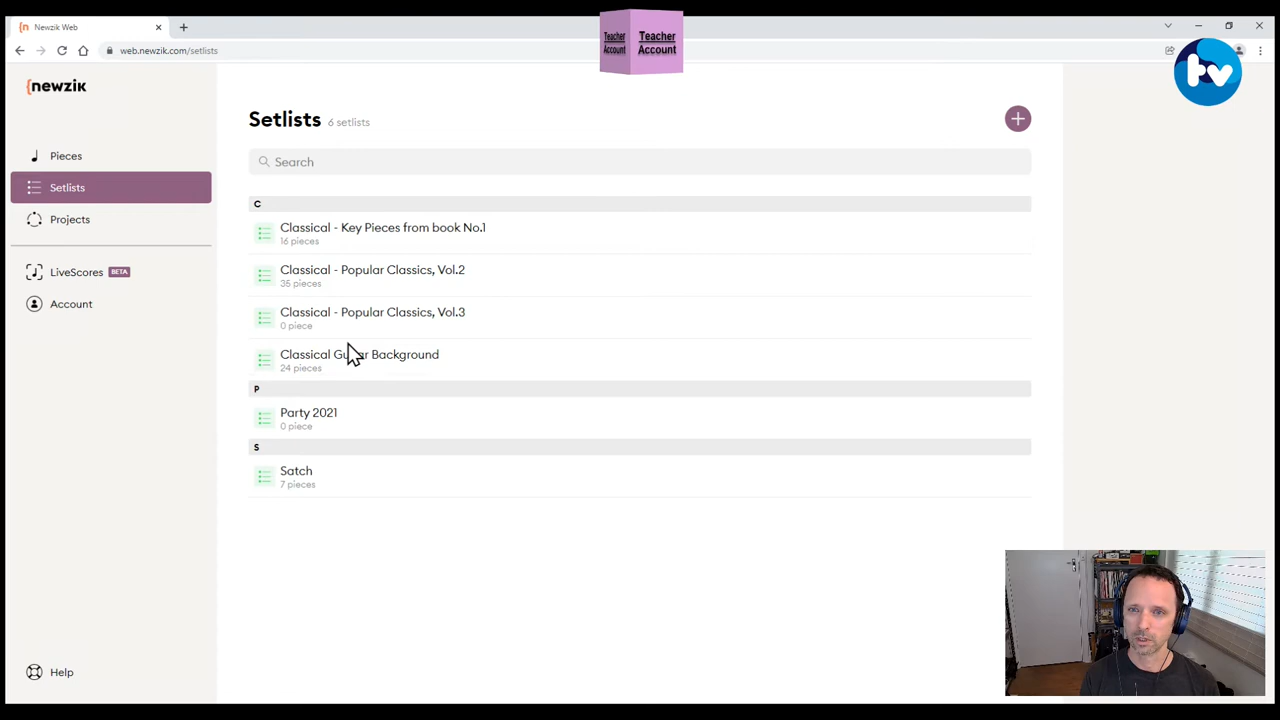 Newzik Web
Teacher Account
Teacher Account
web.newzik.com/setlists
{newzik
Pieces
Setlists
Projects
LiveScores BETA
Account
Help
Setlists 6 setlists
Search
C
Classical - Key Pieces from book No.1
16 pieces
Classical - Popular Classics, Vol.2
35 pieces
Classical - Popular Classics, Vol.3
0 piece
Classical Guitar Background
24 pieces
P
Party 2021
0 piece
S
Satch
7 pieces